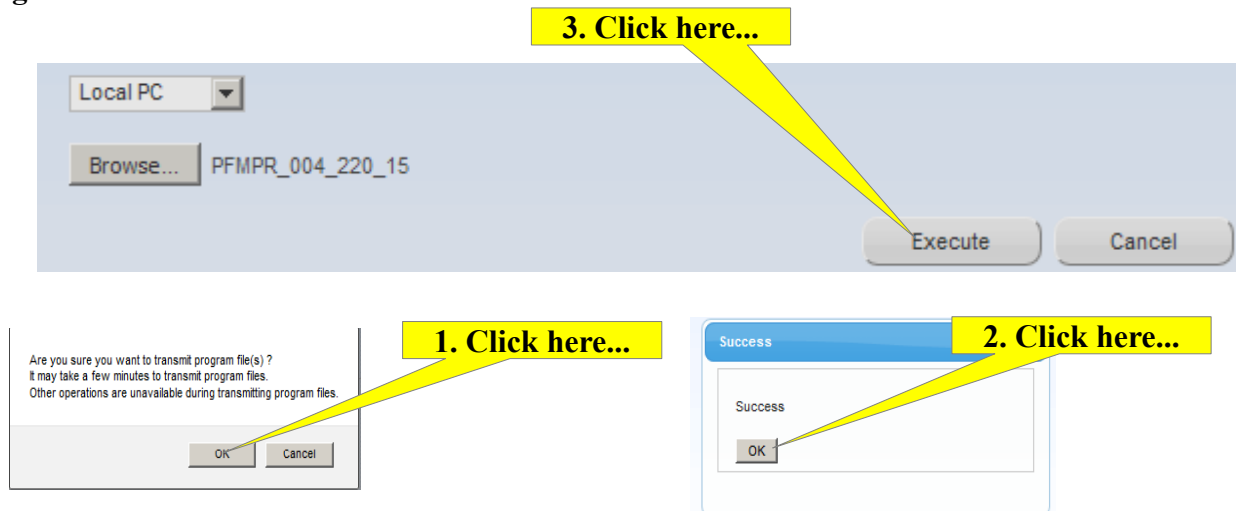 g
3. Click here...
Local PC
Browse... PFMPR_004_220_15
Execute Cancel
1. Click here...
Are you sure you want to transmit program file(s) ?
It may take a few minutes to transmit program files.
Other operations are unavailable during transmitting program files.
OK Cancel
2. Click here...
Success
Success
OK